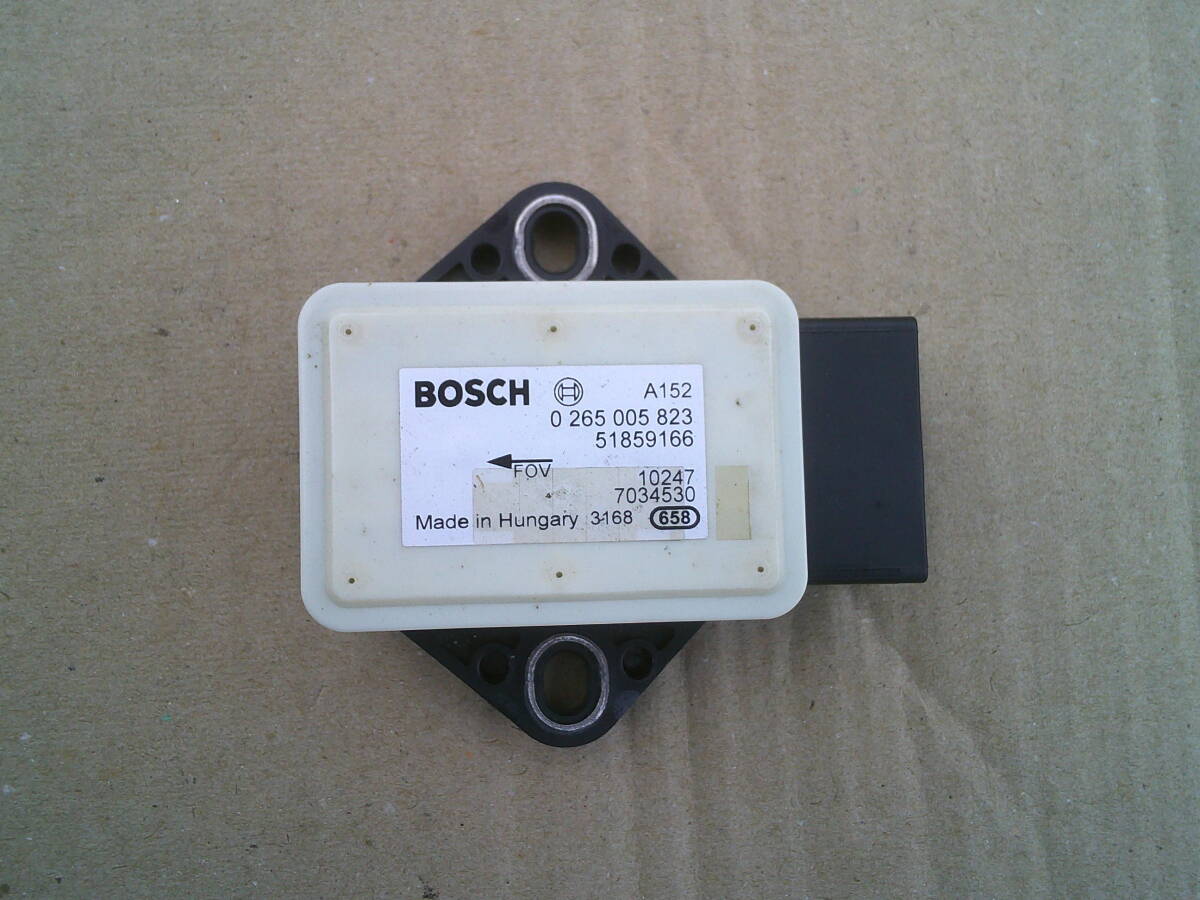 BOSCH A152
0 265 005 823
51859166
FOV
10247
7034530
Made in Hungary 3168 658